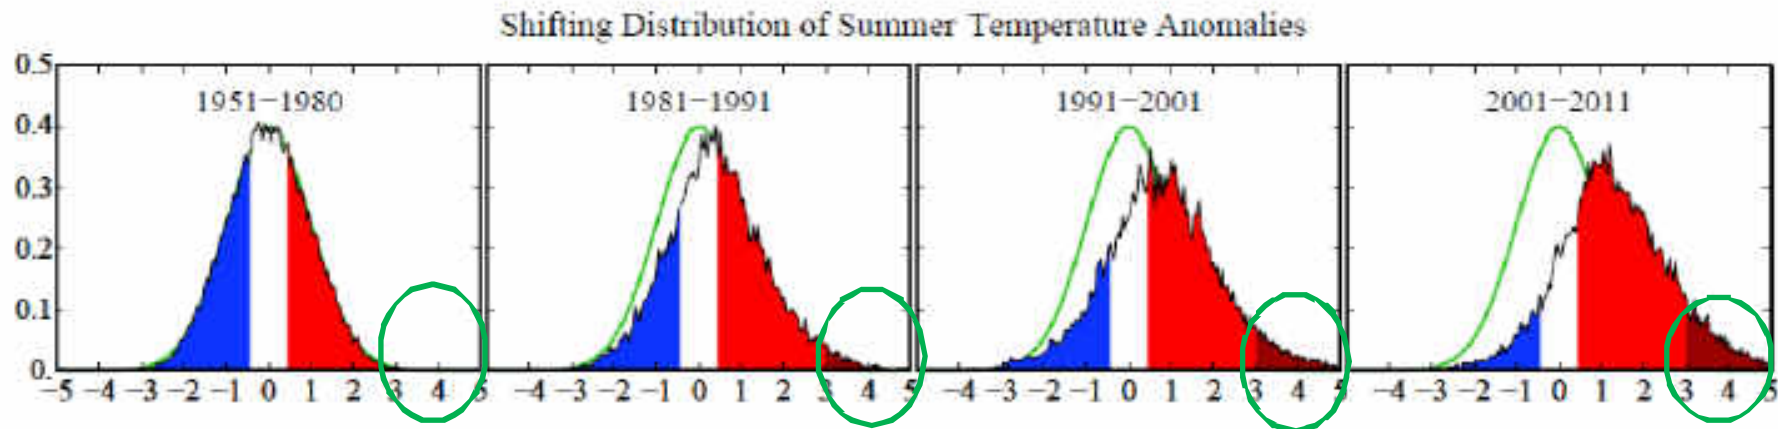 Shifting Distribution of Summer Temperature Anomalies
0.5
1951−1980 1981−1991 1991−2001 2001−2011
0.4
0.3
0.2
0.1
0.
−5 −4 −3 −2 −1 0 1 2 3 4 5 −4 −3 −2 −1 0 1 2 3 4 5 −4 −3 −2 −1 0 1 2 3 4 5 −4 −3 −2 −1 0 1 2 3 4 5